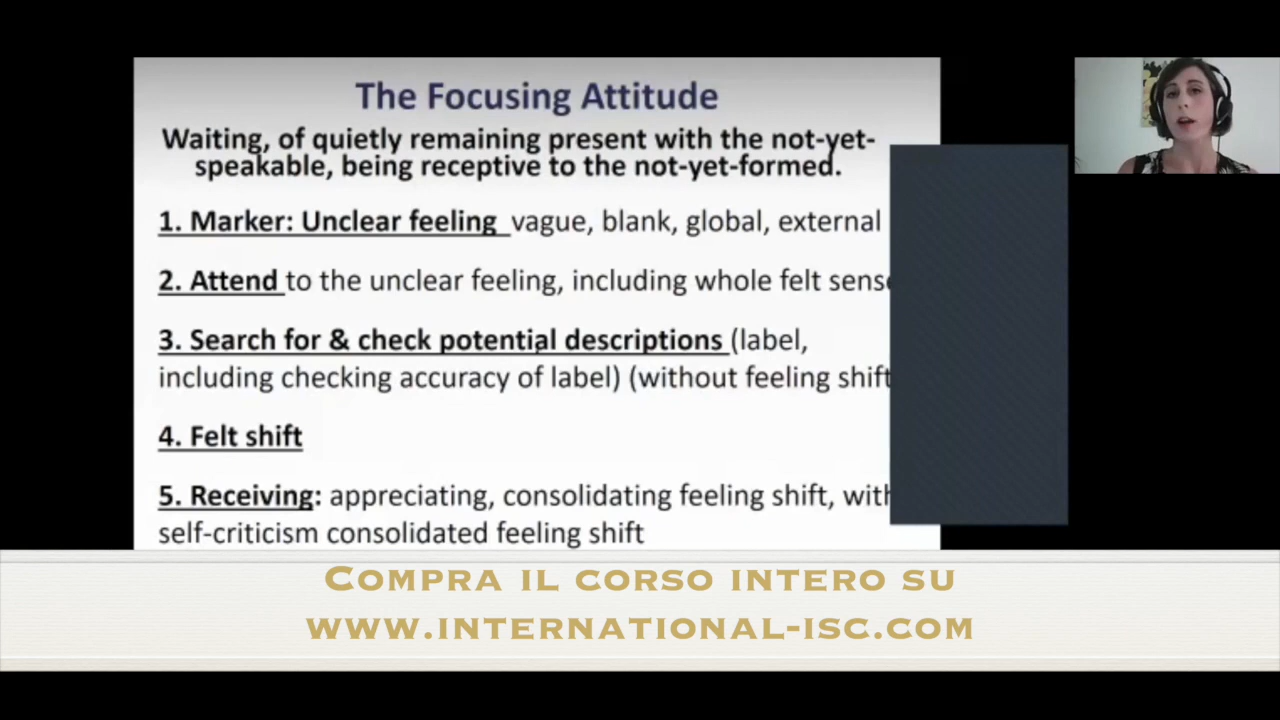 The Focusing Attitude
Waiting, of quietly remaining present with the not-yet-
speakable, being receptive to the not-yet-formed.
1. Marker: Unclear feeling vague, blank, global, external
2. Attend to the unclear feeling, including whole felt
3. Search for & check potential descriptions (label,
including checking accuracy of label) (without feeling shift
4. Felt shift
5. Receiving: appreciating, consolidating feeling shift,
self-criticism consolidated feeling shift
Compra il corso intero su
www.international-isc.com